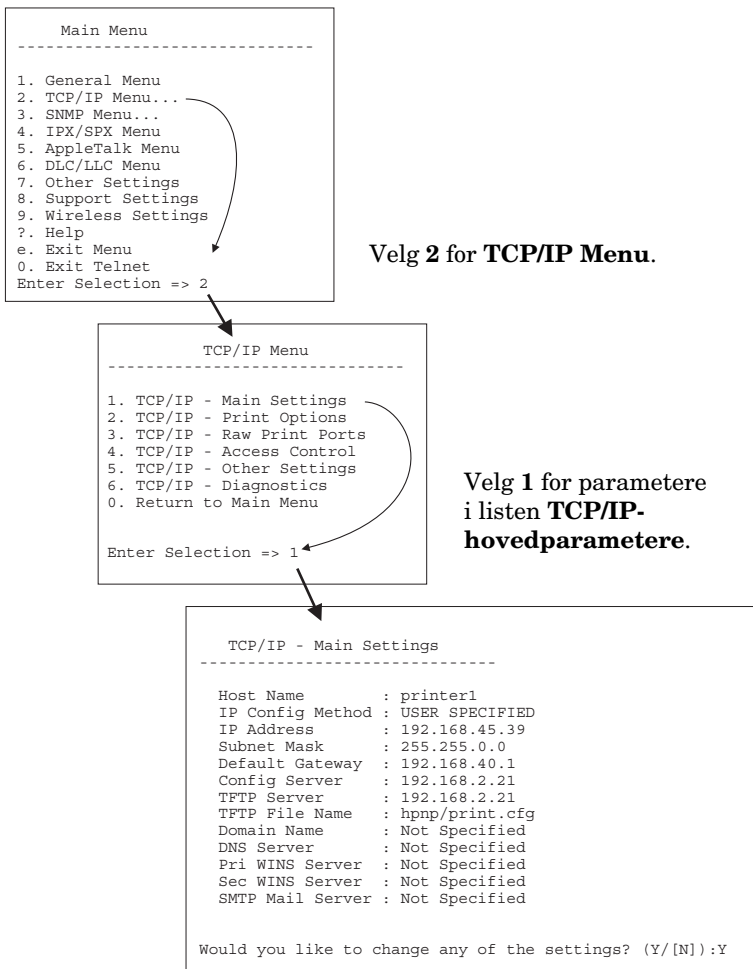 Main Menu
-------------------------------
1. General Menu
2. TCP/IP Menu...
3. SNMP Menu...
4. IPX/SPX Menu
5. AppleTalk Menu
6. DLC/LLC Menu
7. Other Settings
8. Support Settings
9. Wireless Settings
?. Help
e. Exit Menu
0. Exit Telnet
Enter Selection => 2
Velg 2 for TCP/IP Menu.
TCP/IP Menu
-------------------------------
1. TCP/IP - Main Settings
2. TCP/IP - Print Options
3. TCP/IP - Raw Print Ports
4. TCP/IP - Access Control
5. TCP/IP - Other Settings
6. TCP/IP - Diagnostics
0. Return to Main Menu
Enter Selection => 1
Velg 1 for parametere
i listen TCP/IP-
hovedparametere.
TCP/IP - Main Settings
-------------------------------
Host Name : printer1
IP Config Method : USER SPECIFIED
IP Address : 192.168.45.39
Subnet Mask : 255.255.0.0
Default Gateway : 192.168.40.1
Config Server : 192.168.2.21
TFTP Server : 192.168.2.21
TFTP File Name : hpnp/print.cfg
Domain Name : Not Specified
DNS Server : Not Specified
Pri WINS Server : Not Specified
Sec WINS Server : Not Specified
SMTP Mail Server : Not Specified
Would you like to change any of the settings? (Y/[N]):Y